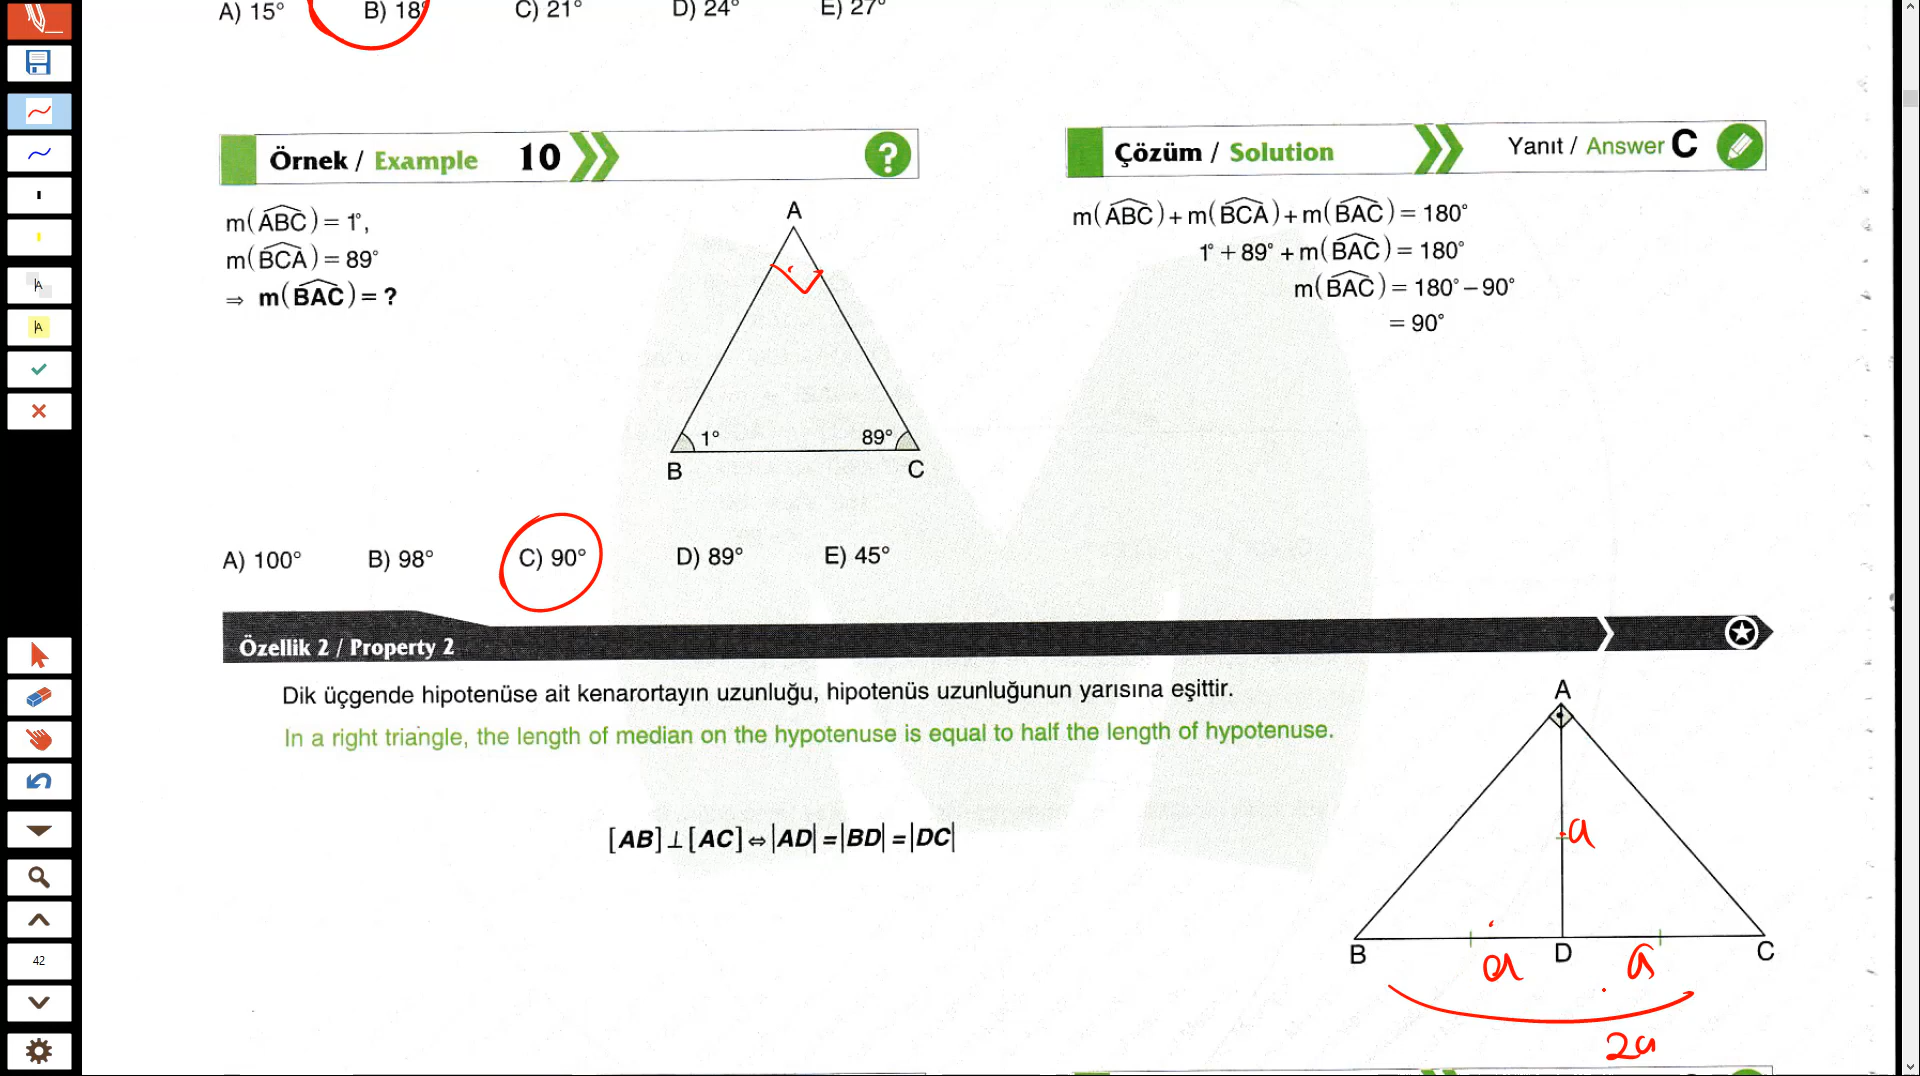 A) 15° B) 18° C) 21° D) 24° E) 27°
Örnek / Example 10 ?
m(ABC) = 1°,
m(BCA) = 89°
⇒ m(BAC) = ?
A
1° 89°
B C
A) 100° B) 98° C) 90° D) 89° E) 45°
Çözüm / Solution Yanıt / Answer C
m(ABC) + m(BCA) + m(BAC) = 180°
1° + 89° + m(BAC) = 180°
m(BAC) = 180° − 90°
= 90°
Özellik 2 / Property 2
Dik üçgende hipotenüse ait kenarortayın uzunluğu, hipotenüs uzunluğunun yarısına eşittir.
In a right triangle, the length of median on the hypotenuse is equal to half the length of hypotenuse.
[AB] ⊥ [AC] ⇔ |AD| = |BD| = |DC|
A
a
B D C
a a
2a
A
A
42